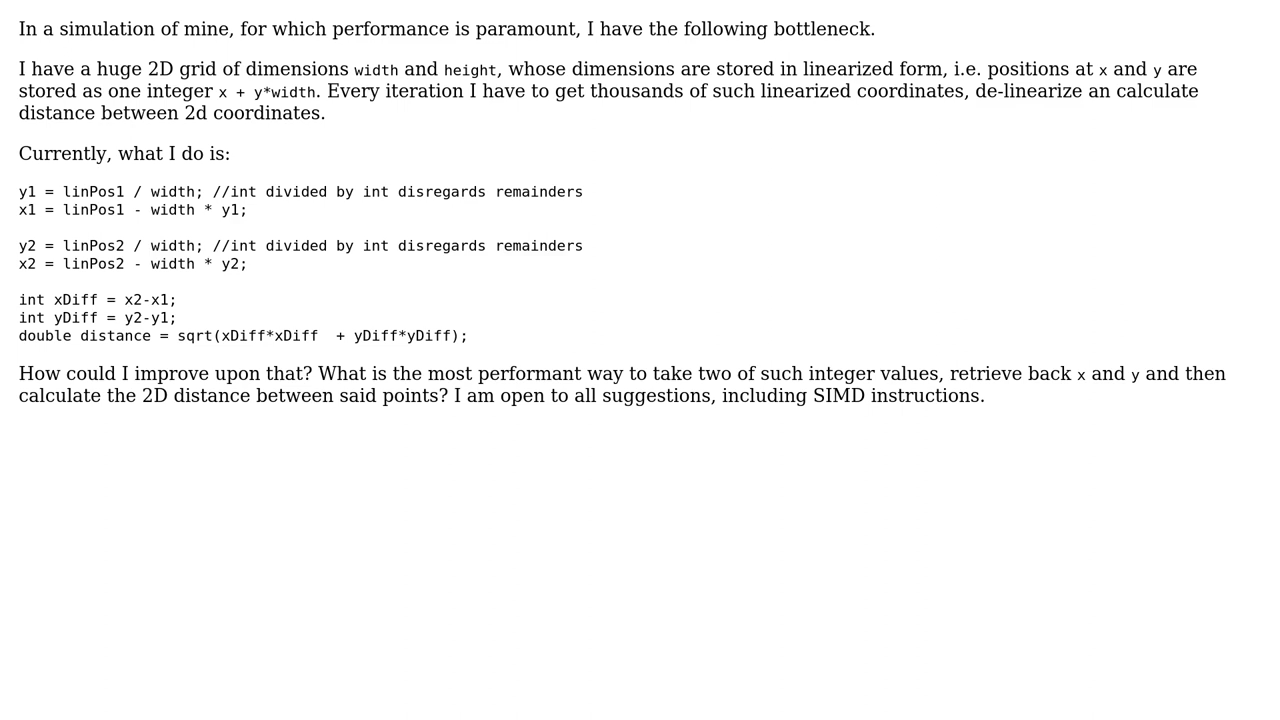 In a simulation of mine, for which performance is paramount, I have the following bottleneck.
I have a huge 2D grid of dimensions width and height, whose dimensions are stored in linearized form, i.e. positions at x and y are
stored as one integer x + y*width. Every iteration I have to get thousands of such linearized coordinates, de-linearize an calculate
distance between 2d coordinates.
Currently, what I do is:
y1 = linPos1 / width; //int divided by int disregards remainders
x1 = linPos1 - width * y1;
y2 = linPos2 / width; //int divided by int disregards remainders
x2 = linPos2 - width * y2;
int xDiff = x2-x1;
int yDiff = y2-y1;
double distance = sqrt(xDiff*xDiff  + yDiff*yDiff);
How could I improve upon that? What is the most performant way to take two of such integer values, retrieve back x and y and then
calculate the 2D distance between said points? I am open to all suggestions, including SIMD instructions.